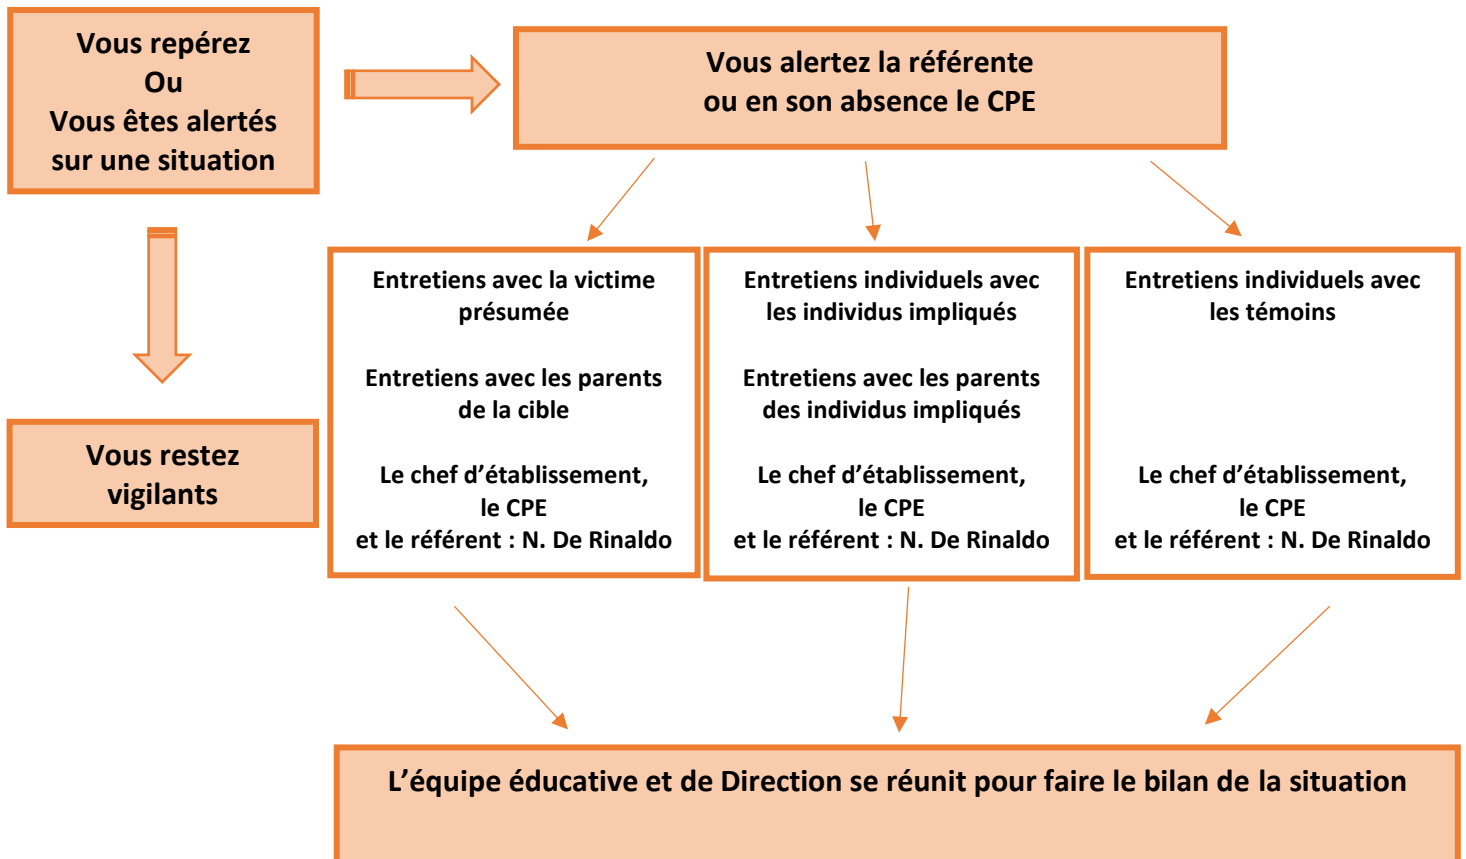 Vous repérez
Ou
Vous êtes alertés
sur une situation
Vous alertez la référente
ou en son absence le CPE
Entretiens avec la victime
présumée
Entretiens avec les parents
de la cible
Le chef d’établissement,
le CPE
et le référent : N. De Rinaldo
Entretiens individuels avec
les individus impliqués
Entretiens avec les parents
des individus impliqués
Le chef d’établissement,
le CPE
et le référent : N. De Rinaldo
Entretiens individuels avec
les témoins
Le chef d’établissement,
le CPE
et le référent : N. De Rinaldo
Vous restez
vigilants
L’équipe éducative et de Direction se réunit pour faire le bilan de la situation